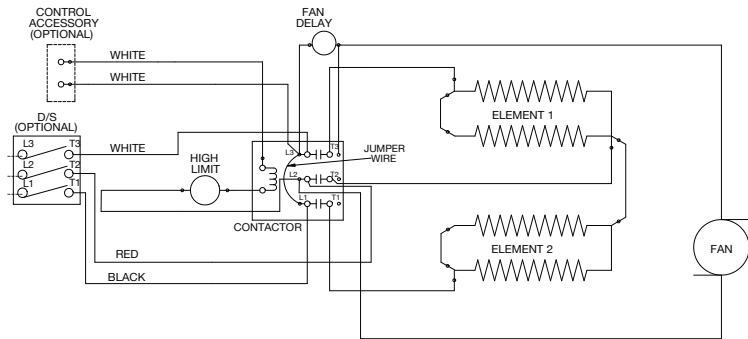 CONTROL
ACCESSORY
(OPTIONAL)
FAN
DELAY
WHITE
WHITE
D/S
(OPTIONAL)
L3 T3
L2 T2
L1 T1
WHITE
HIGH
LIMIT
L3 T3
L2 T2
L1 T1
JUMPER
WIRE
CONTACTOR
RED
BLACK
ELEMENT 1
ELEMENT 2
FAN